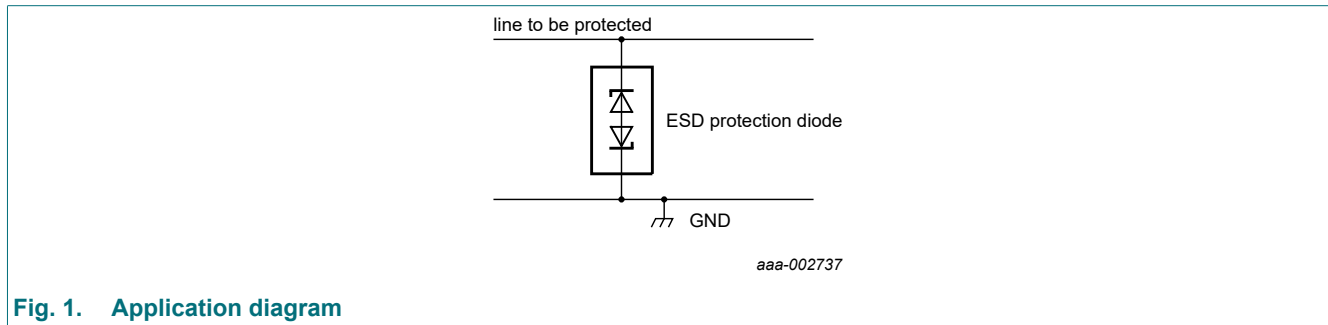 line to be protected
ESD protection diode
GND
aaa-002737
Fig. 1. Application diagram